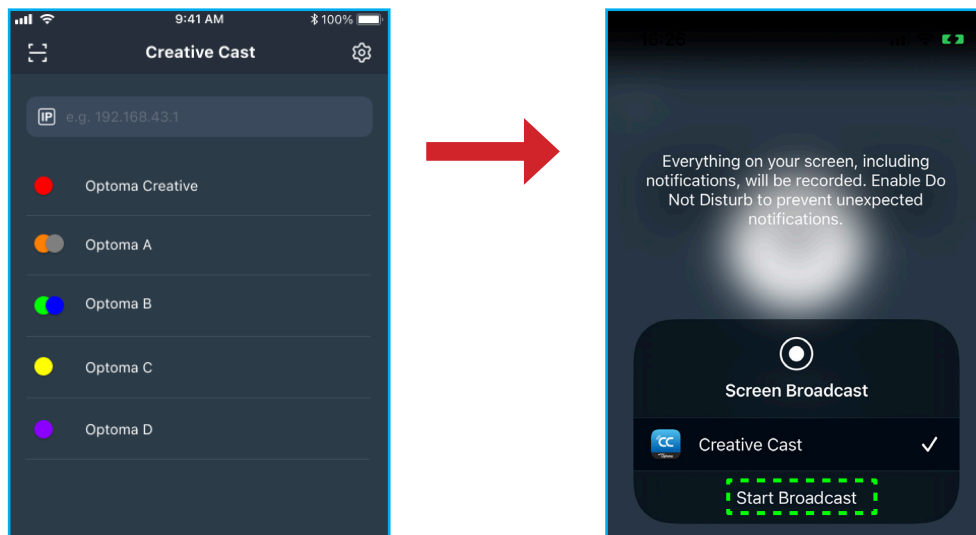 9:41 AM
100%
Creative Cast
IP e.g. 192.168.43.1
Optoma Creative
Optoma A
Optoma B
Optoma C
Optoma D
Everything on your screen, including
notifications, will be recorded. Enable Do
Not Disturb to prevent unexpected
notifications.
Screen Broadcast
CC
Creative Cast
Start Broadcast